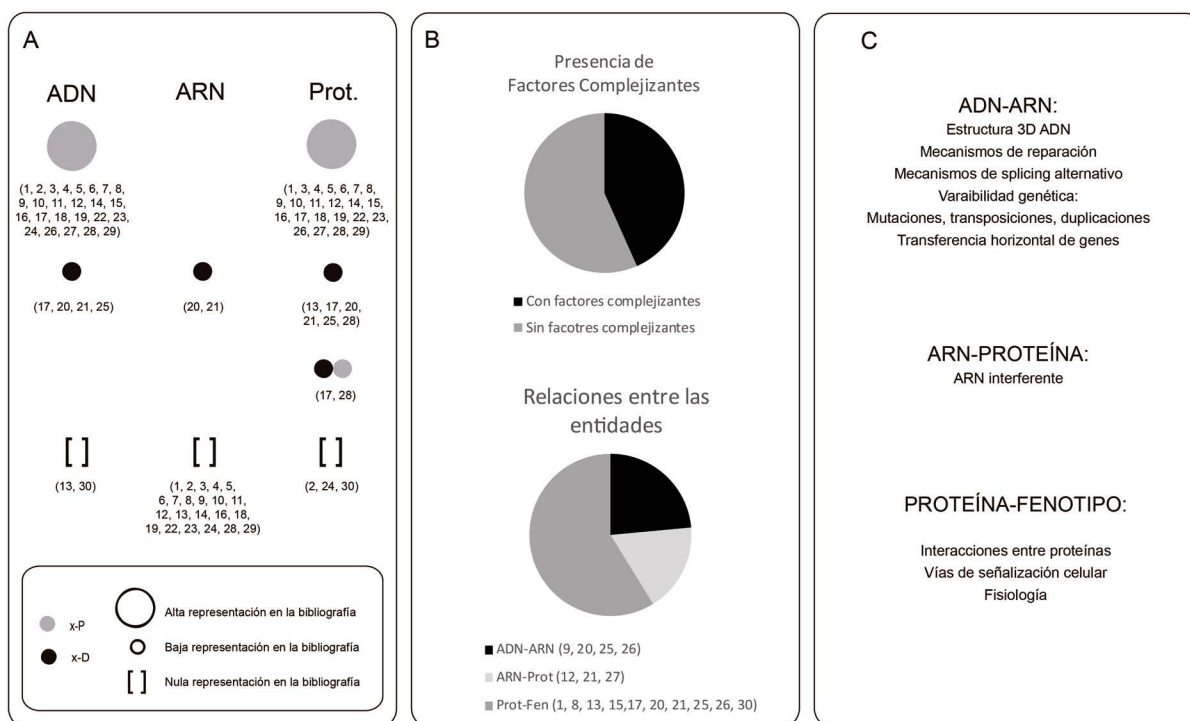 A
ADN
ARN
Prot.
(1, 2, 3, 4, 5, 6, 7, 8,
9, 10, 11, 12, 14, 15,
16, 17, 18, 19, 22, 23,
24, 26, 27, 28, 29)
(1, 3, 4, 5, 6, 7, 8,
9, 10, 11, 12, 14, 15,
16, 17, 18, 19, 22, 23,
26, 27, 28, 29)
(17, 20, 21, 25)
(20, 21)
(13, 17, 20,
21, 25, 28)
(17, 28)
[ ]
[ ]
[ ]
(13, 30)
(1, 2, 3, 4, 5,
6, 7, 8, 9, 10, 11,
12, 13, 14, 16, 18,
19, 22, 23, 24, 28, 29)
(2, 24, 30)
x-P
x-D
Alta representación en la bibliografía
Baja representación en la bibliografía
[ ] Nula representación en la bibliografía
B
Presencia de
Factores Complejizantes
Con factores complejizantes
Sin facotres complejizantes
Relaciones entre las
entidades
ADN-ARN (9, 20, 25, 26)
ARN-Prot (12, 21, 27)
Prot-Fen (1, 8, 13, 15,17, 20, 21, 25, 26, 30)
C
ADN-ARN:
Estructura 3D ADN
Mecanismos de reparación
Mecanismos de splicing alternativo
Varaibilidad genética:
Mutaciones, transposiciones, duplicaciones
Transferencia horizontal de genes
ARN-PROTEÍNA:
ARN interferente
PROTEÍNA-FENOTIPO:
Interacciones entre proteínas
Vías de señalización celular
Fisiología